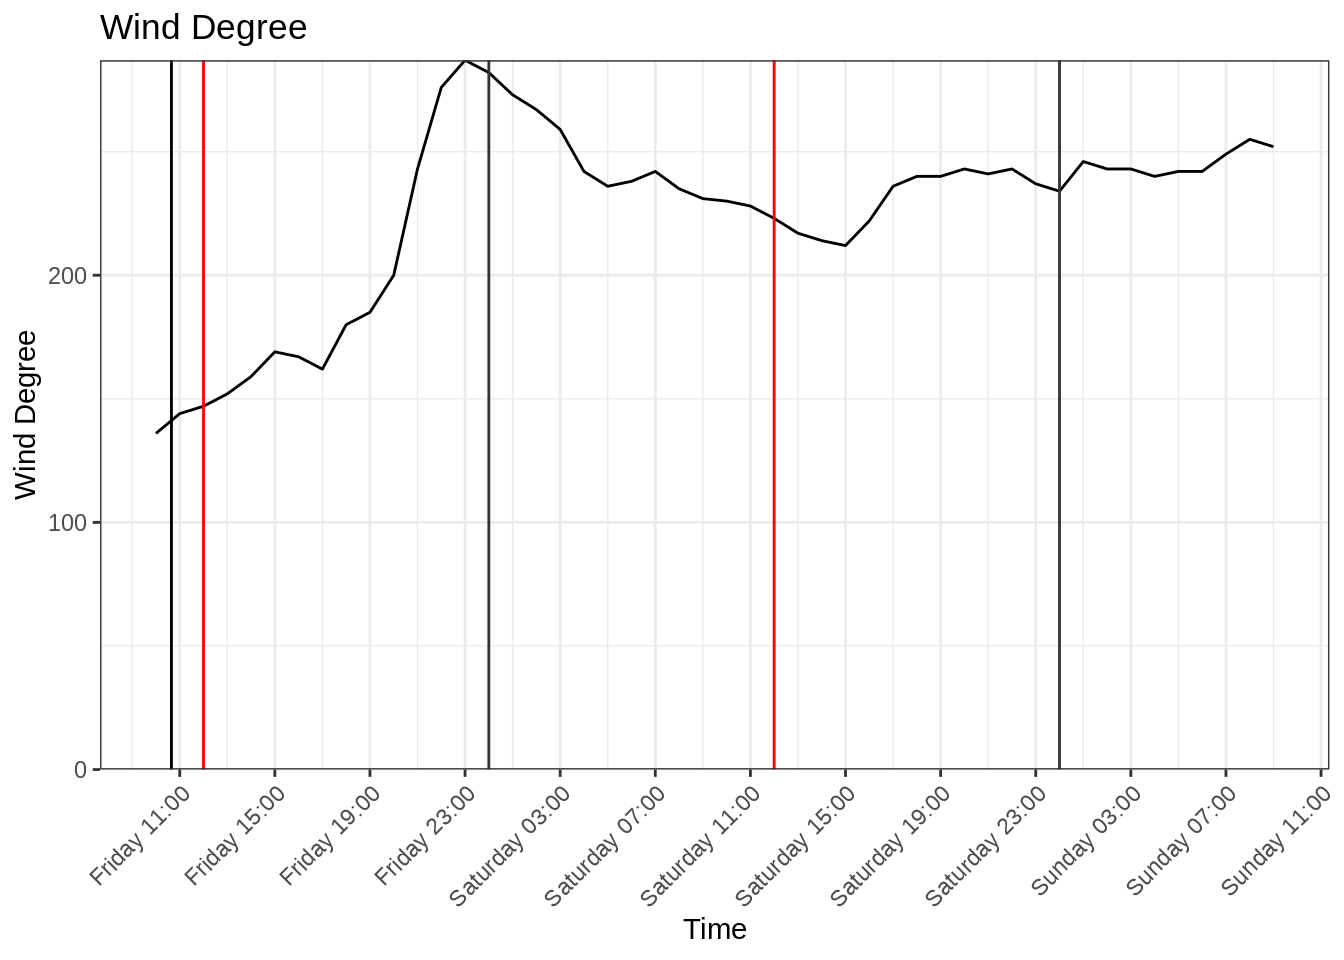 Wind Degree
Wind Degree
200
100
0
Friday 11:00
Friday 15:00
Friday 19:00
Friday 23:00
Saturday 03:00
Saturday 07:00
Saturday 11:00
Saturday 15:00
Saturday 19:00
Saturday 23:00
Sunday 03:00
Sunday 07:00
Sunday 11:00
Time